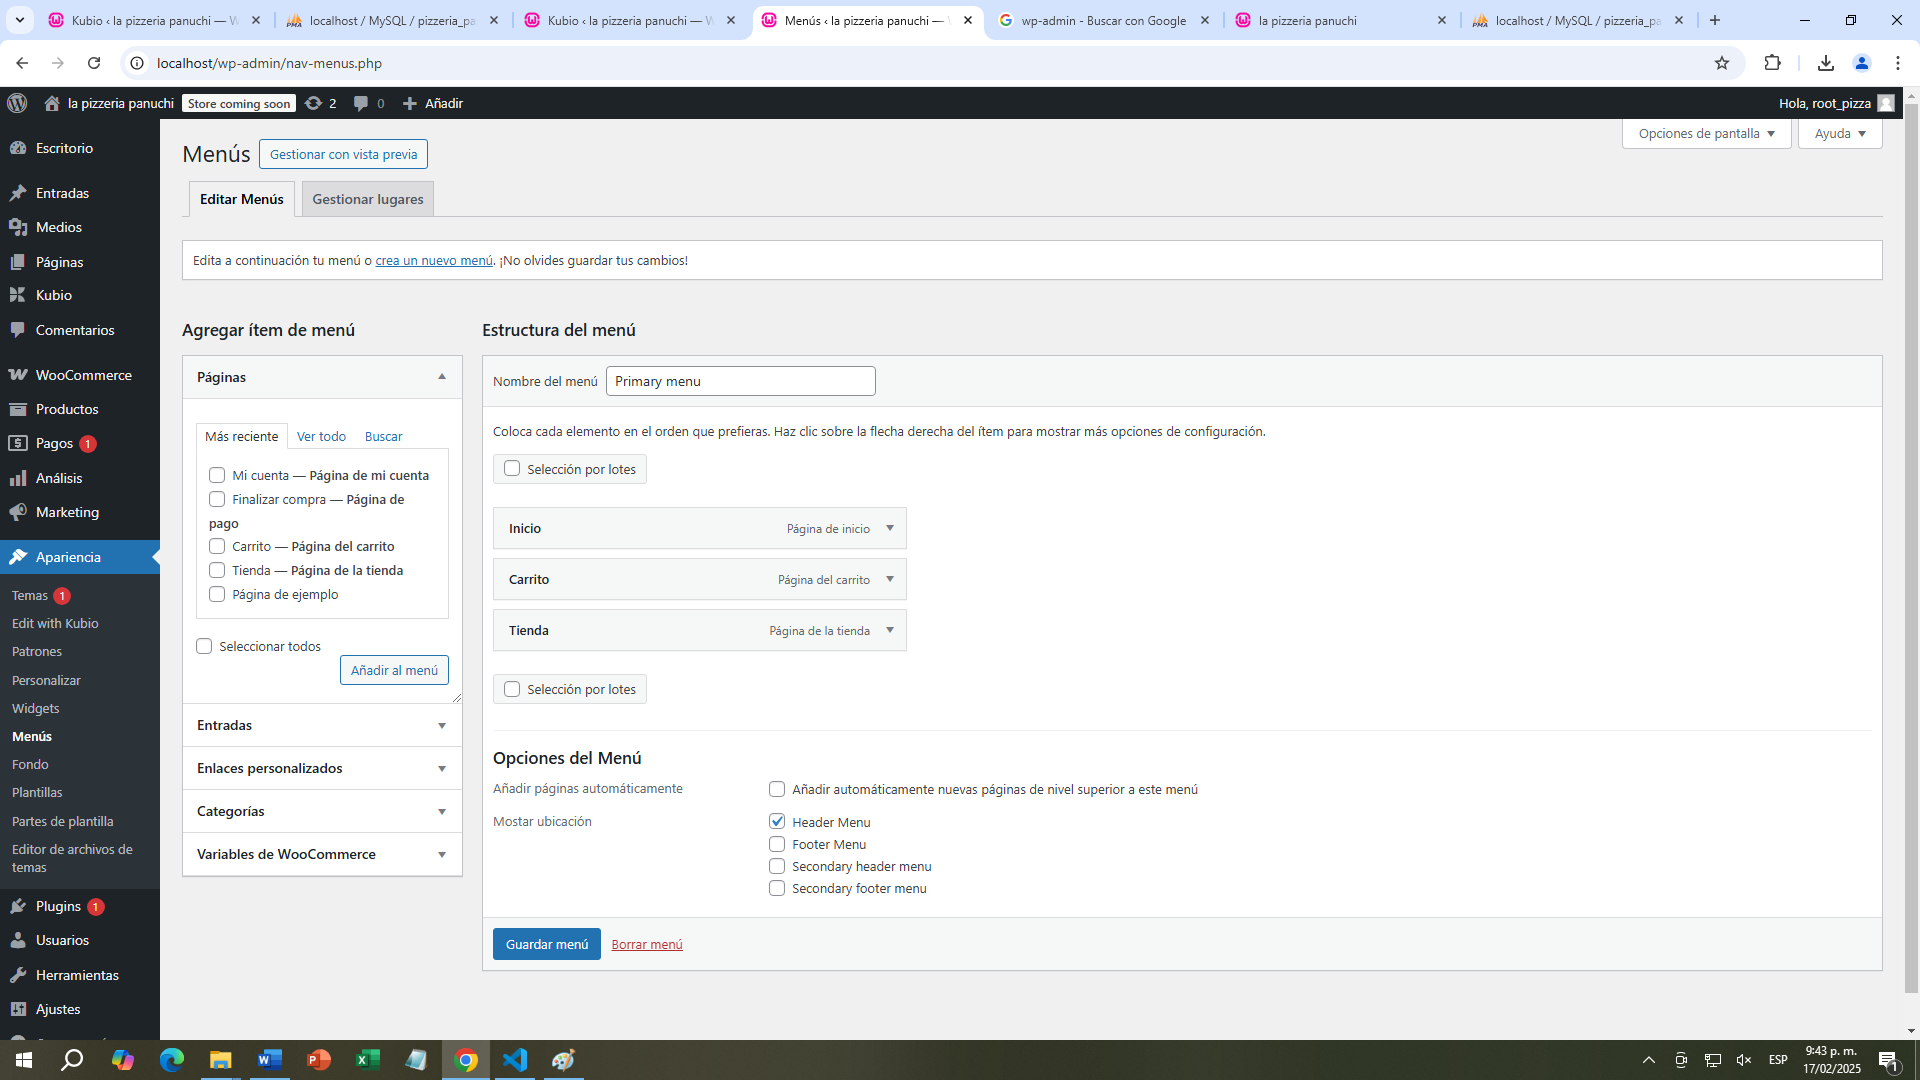 Kubio ‹ la pizzeria panuchi — W
localhost / MySQL / pizzeria_pa
Kubio ‹ la pizzeria panuchi — W
Menús ‹ la pizzeria panuchi —
wp-admin - Buscar con Google
la pizzeria panuchi
localhost / MySQL / pizzeria_pa
localhost/wp-admin/nav-menus.php
la pizzeria panuchi
Store coming soon
2
0
Añadir
Hola, root_pizza
Opciones de pantalla
Ayuda
Escritorio
Entradas
Medios
Páginas
Kubio
Comentarios
WooCommerce
Productos
Pagos 1
Análisis
Marketing
Apariencia
Temas 1
Edit with Kubio
Patrones
Personalizar
Widgets
Menús
Fondo
Plantillas
Partes de plantilla
Editor de archivos de
temas
Plugins 1
Usuarios
Herramientas
Ajustes
Menús
Gestionar con vista previa
Editar Menús
Gestionar lugares
Edita a continuación tu menú o crea un nuevo menú. ¡No olvides guardar tus cambios!
Agregar ítem de menú
Páginas
Más reciente
Ver todo
Buscar
Mi cuenta — Página de mi cuenta
Finalizar compra — Página de
pago
Carrito — Página del carrito
Tienda — Página de la tienda
Página de ejemplo
Seleccionar todos
Añadir al menú
Entradas
Enlaces personalizados
Categorías
Variables de WooCommerce
Estructura del menú
Nombre del menú
Primary menu
Coloca cada elemento en el orden que prefieras. Haz clic sobre la flecha derecha del ítem para mostrar más opciones de configuración.
Selección por lotes
Inicio
Página de inicio
Carrito
Página del carrito
Tienda
Página de la tienda
Selección por lotes
Opciones del Menú
Añadir páginas automáticamente
Añadir automáticamente nuevas páginas de nivel superior a este menú
Mostar ubicación
Header Menu
Footer Menu
Secondary header menu
Secondary footer menu
Guardar menú
Borrar menú
ESP
9:43 p. m.
17/02/2025
1